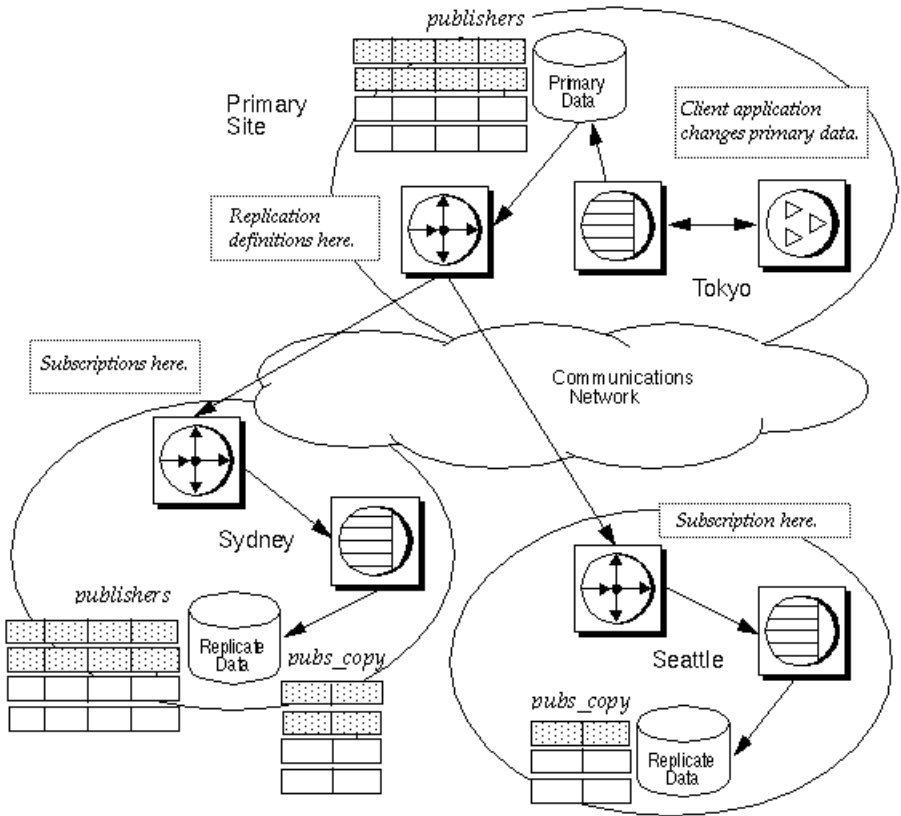 publishers
Primary
Data
Primary
Site
Client application
changes primary data.
Replication
definitions here.
Tokyo
Subscriptions here.
Communications
Network
Sydney
Subscription here.
publishers
Replicate
Data
pubs_copy
Seattle
pubs_copy
Replicate
Data